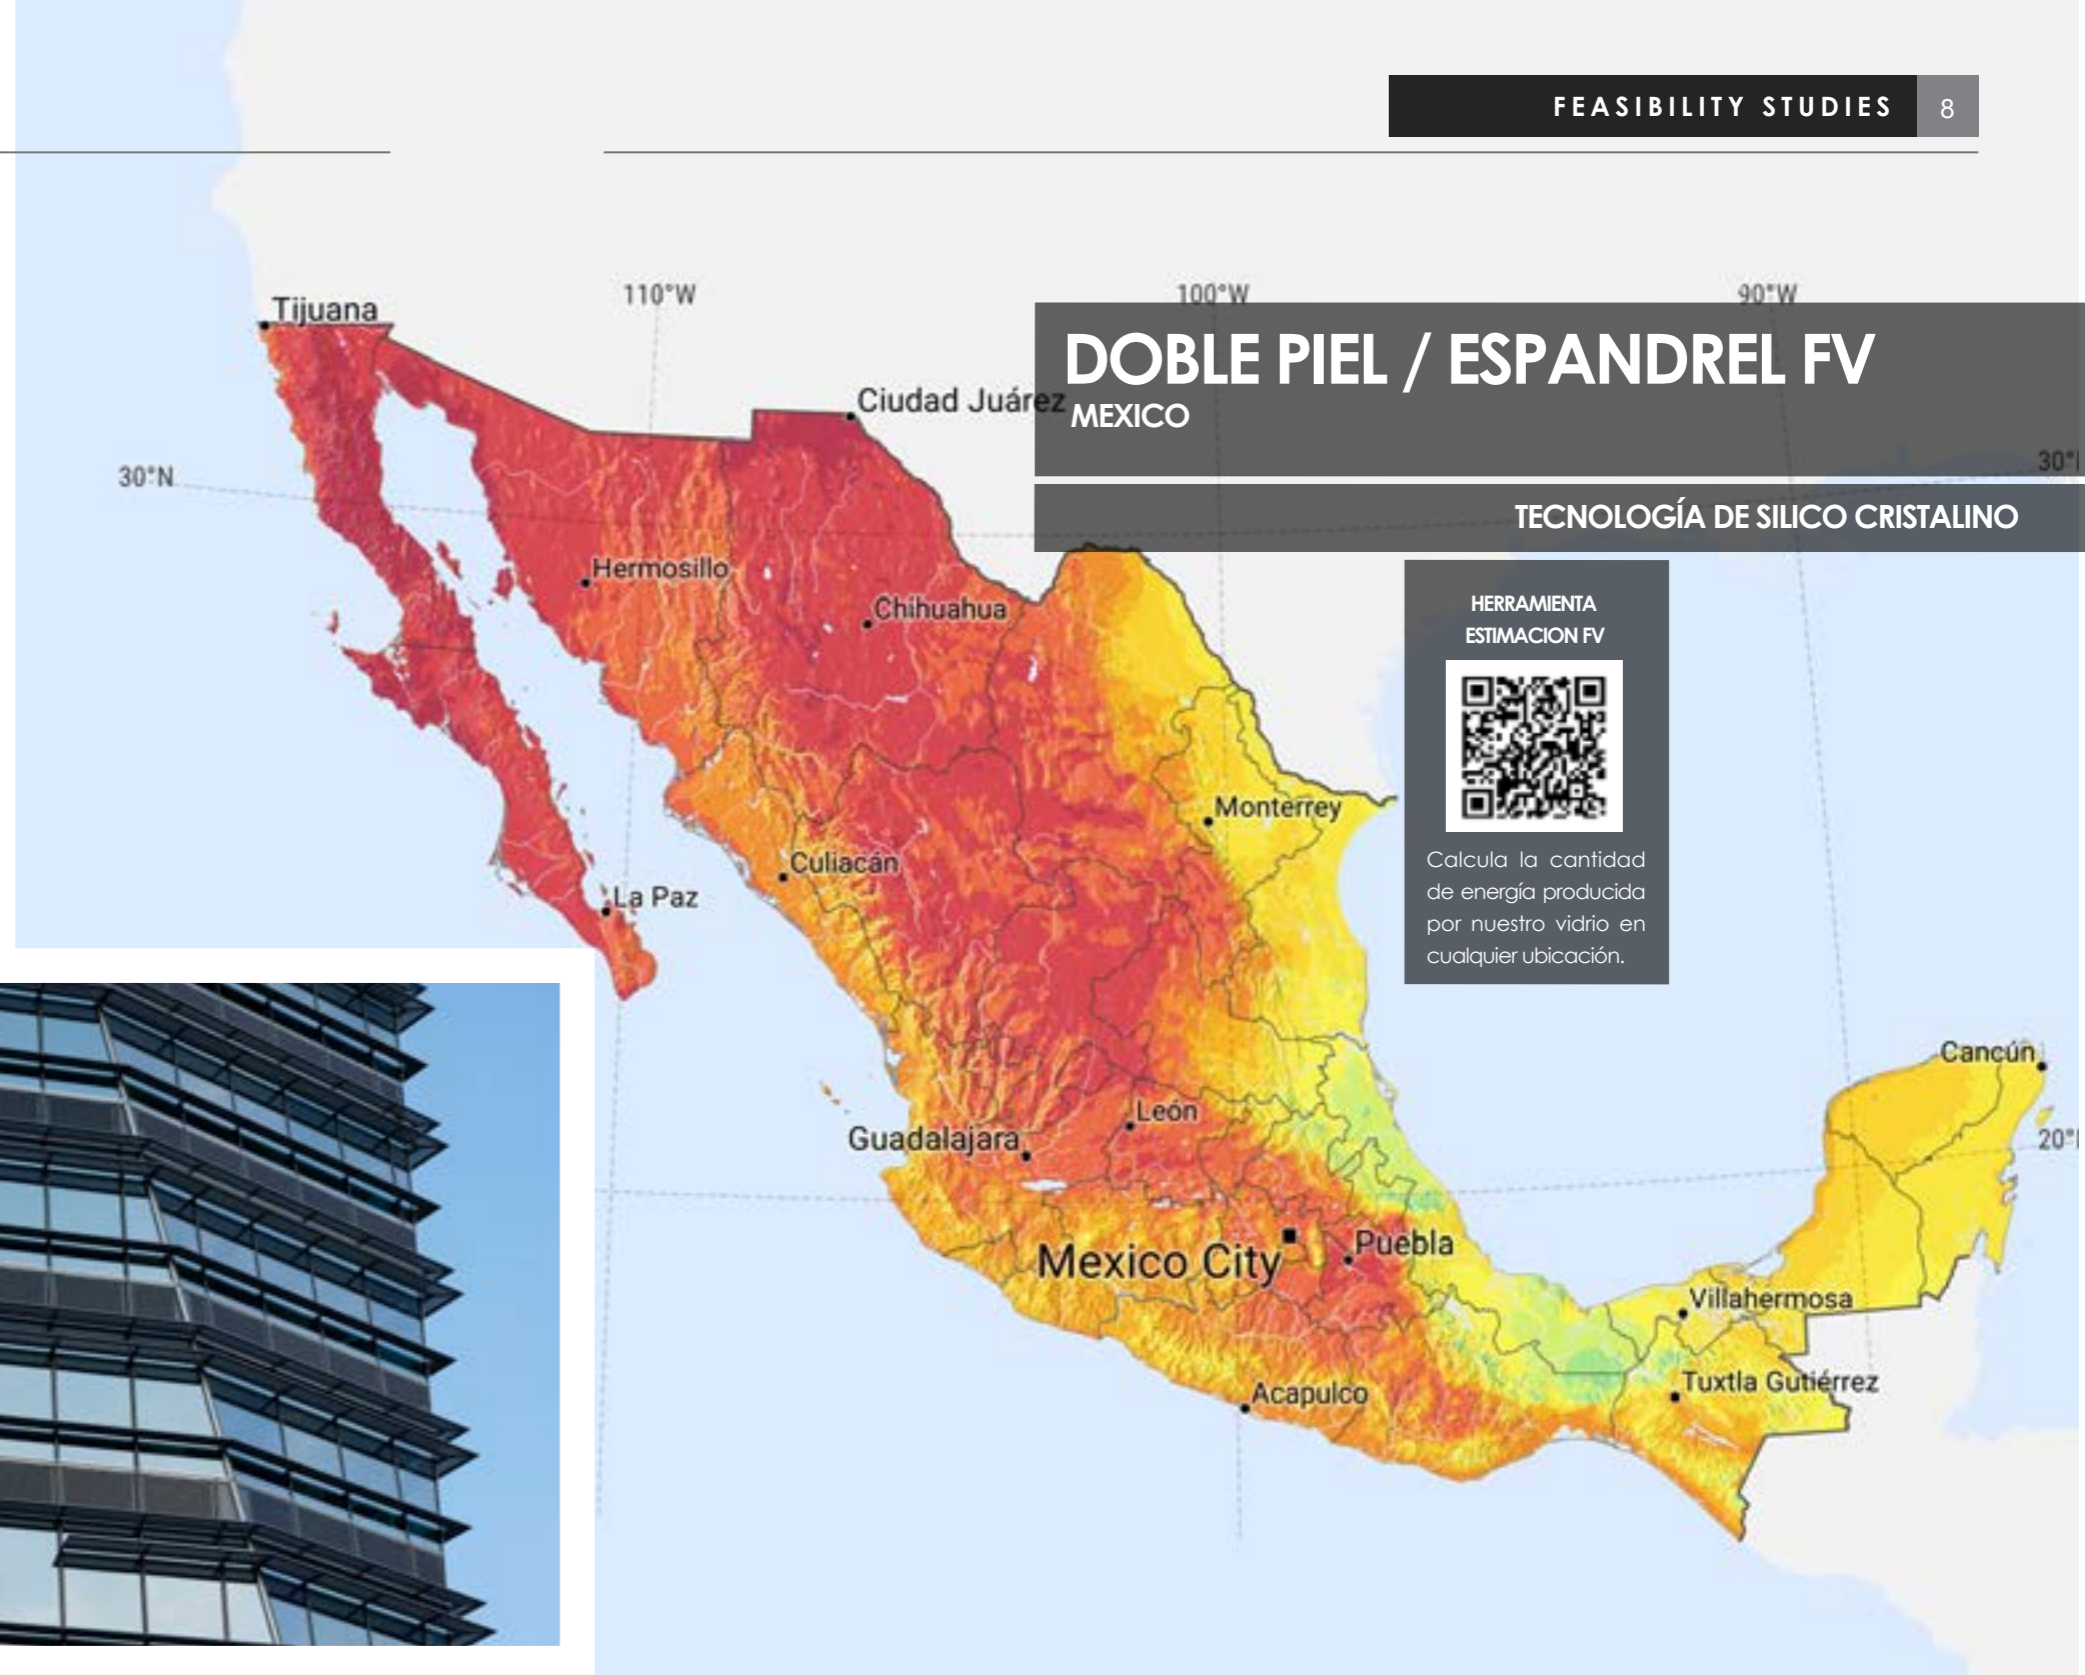 FEASIBILITY STUDIES 8
110°W
100°W
90°W
Tijuana
DOBLE PIEL / ESPANDREL FV
Ciudad Juárez
MEXICO
30°N
30°
TECNOLOGÍA DE SILICO CRISTALINO
Hermosillo
Chihuahua
HERRAMIENTA
ESTIMACION FV
Monterrey
Culiacán
Calcula la cantidad
de energía producida
por nuestro vidrio en
cualquier ubicación.
La Paz
Cancún
León
Guadalajara
20°
Mexico City
Puebla
Villahermosa
Tuxtla Gutiérrez
Acapulco